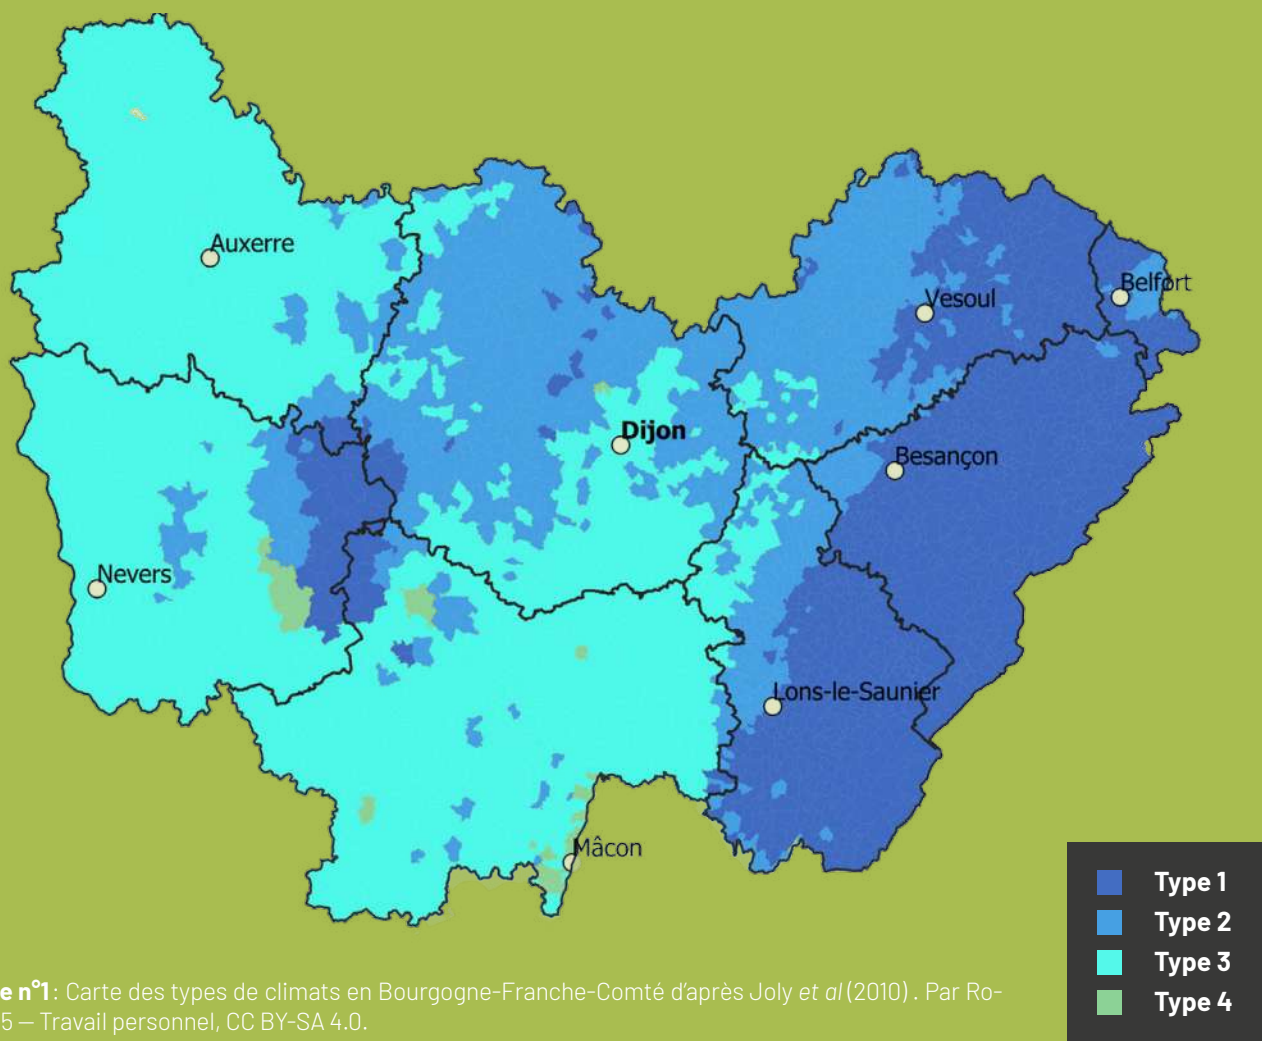 Auxerre
Belfort
Vesoul
Dijon
Besançon
Nevers
Lons-le-Saunier
Mâcon
Type 1
Type 2
Type 3
Type 4
e n°1 : Carte des types de climats en Bourgogne-Franche-Comté d'après Joly et al (2010) . Par Ro-
5 — Travail personnel, CC BY-SA 4.0.